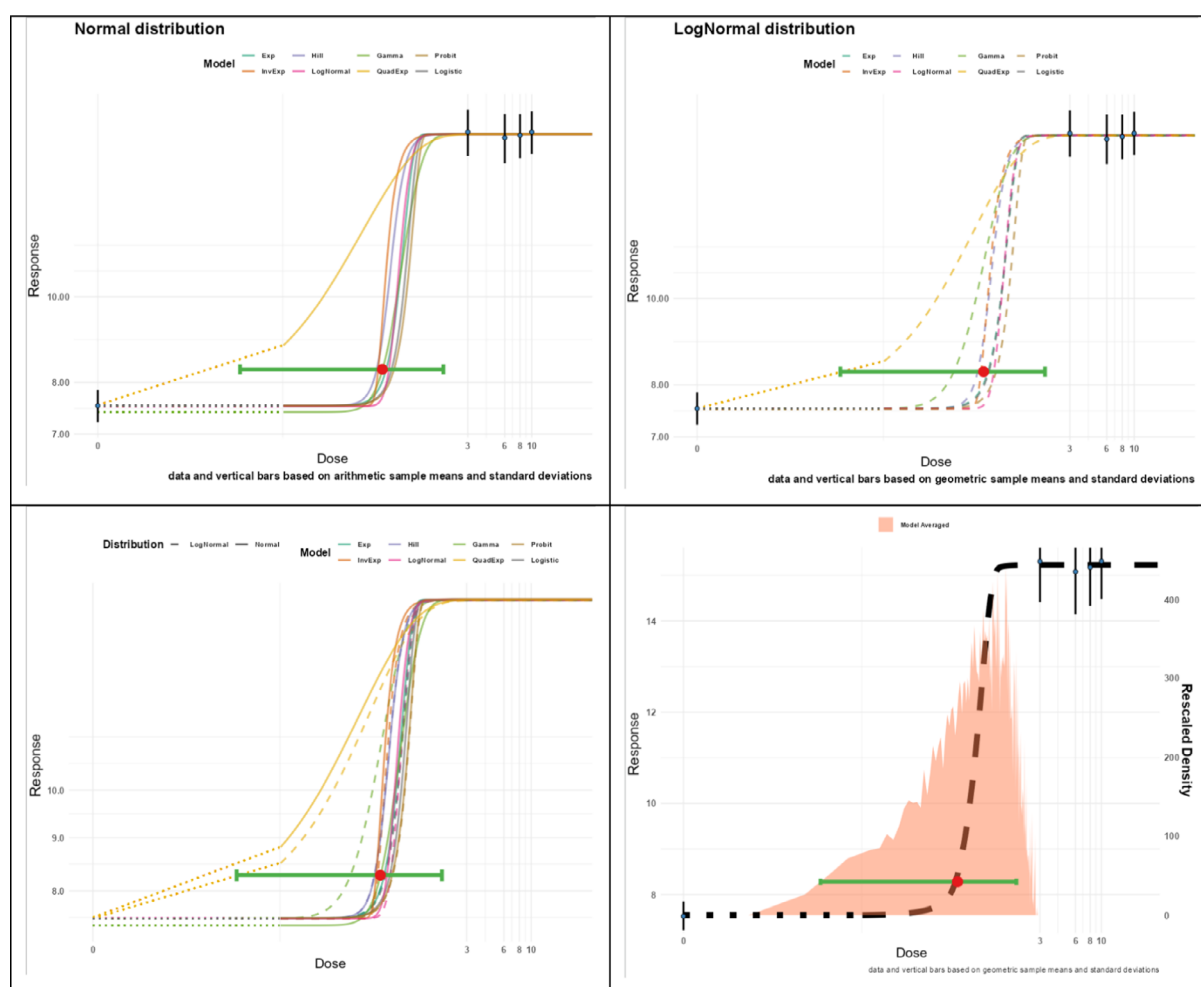 Normal distribution
Model Exp Hill Gamma Probit
InvExp LogNormal QuadExp Logistic
Response
10.00
8.00
7.00
0 3 6 8 10
Dose
data and vertical bars based on arithmetic sample means and standard deviations
LogNormal distribution
Model Exp Hill Gamma Probit
InvExp LogNormal QuadExp Logistic
Response
10.00
8.00
7.00
0 3 6 8 10
Dose
data and vertical bars based on geometric sample means and standard deviations
Distribution LogNormal Normal Model Exp Hill Gamma Probit
InvExp LogNormal QuadExp Logistic
Response
10.0
9.0
8.0
0 3 6 8 10
Dose
Model Averaged
Response
14
12
10
8
400
300
200
100
0
Rescaled Density
0 3 6 8 10
Dose
data and vertical bars based on geometric sample means and standard deviations